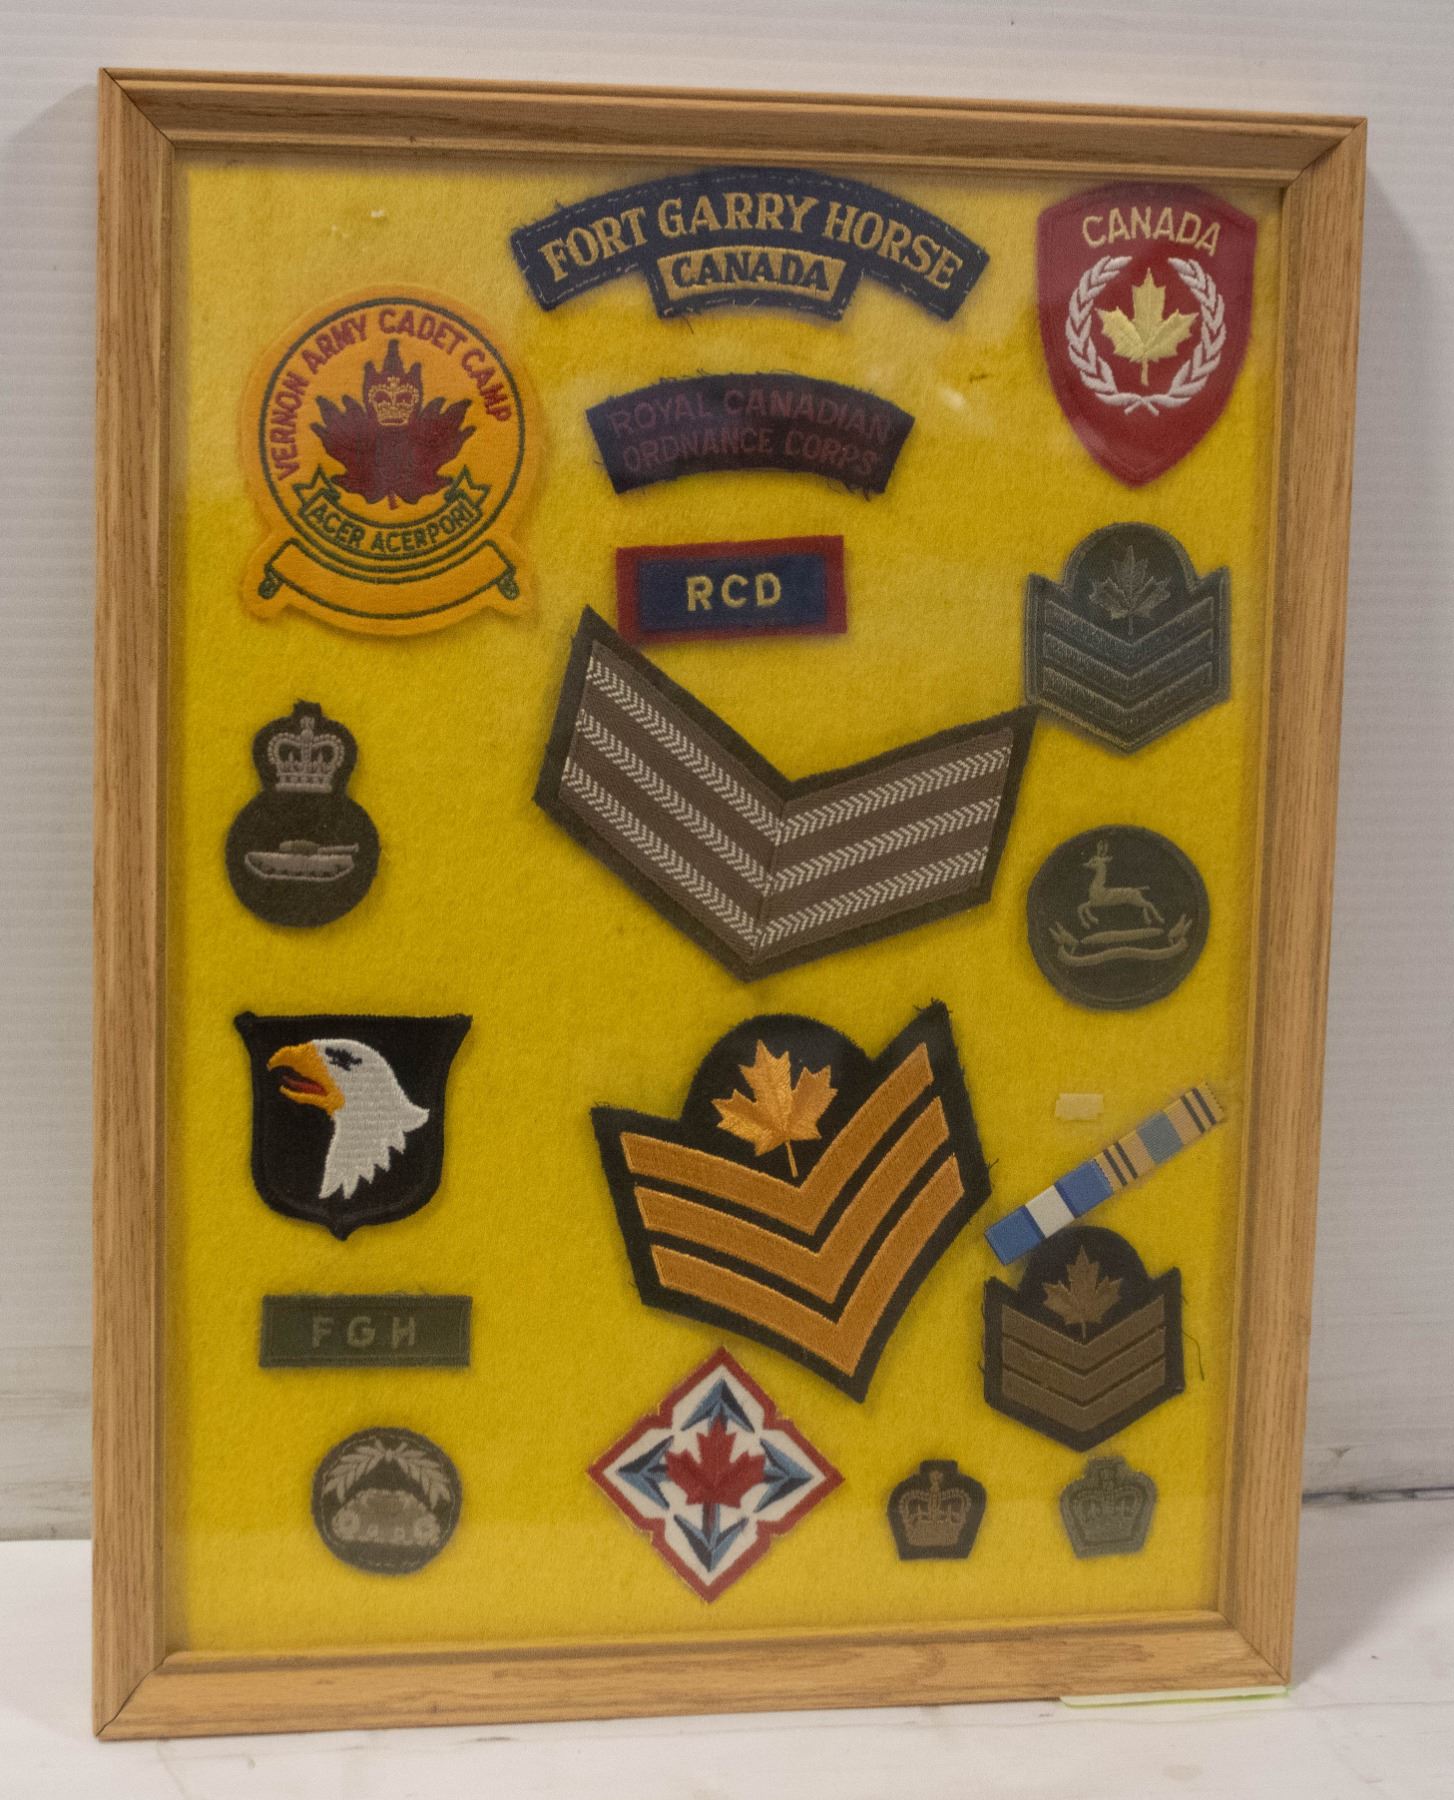 FORT GARRY HORSE
CANADA
CANADA
VERNON ARMY CADET CAMP
ACER ACERPORI
ROYAL CANADIAN
ORDNANCE CORPS
RCD
FGH